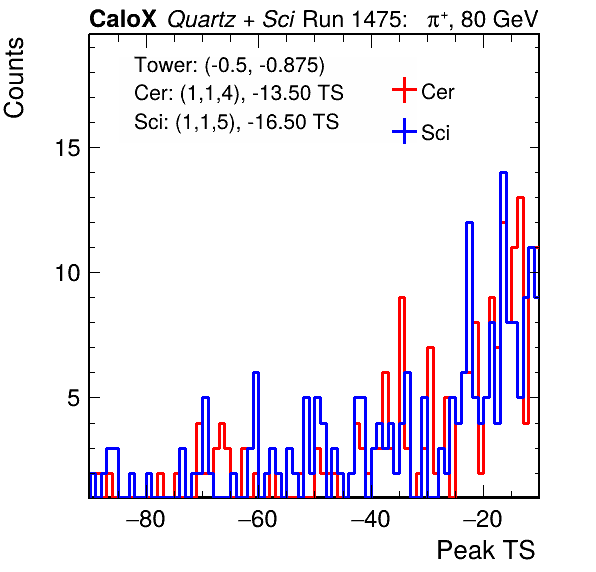 CaloX Quartz + Sci Run 1475: π⁺, 80 GeV
Counts
Tower: (-0.5, -0.875)
Cer: (1,1,4), -13.50 TS
Sci: (1,1,5), -16.50 TS
Cer
Sci
15
10
5
−80 −60 −40 −20
Peak TS